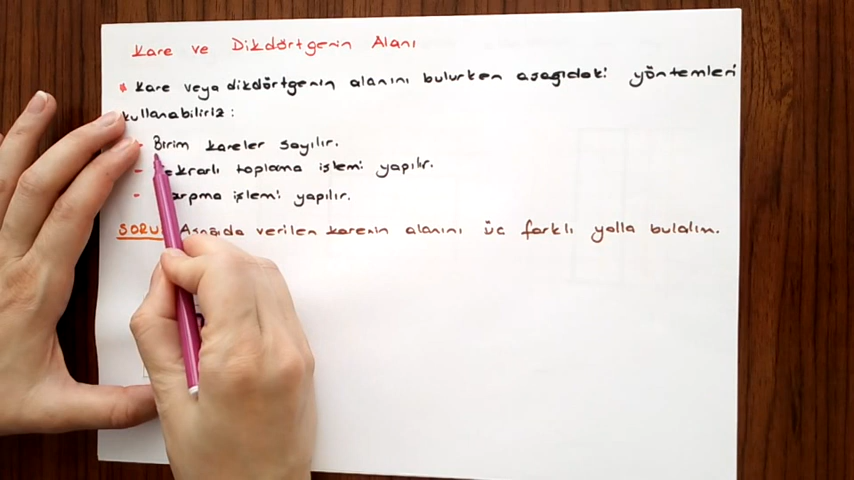 Kare ve Dikdörtgenin Alanı
* Kare veya dikdörtgenin alanını bulurken aşağıdaki yöntemleri
kullanabiliriz:
- Birim kareler sayılır.
- ekrarlı toplama işlemi yapılır.
- arpma işlemi yapılır.
SORU Aşağıda verilen karenin alanını üç farklı yolla bulalım.